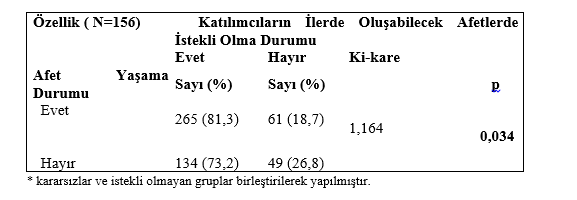 Özellik ( N=156) Katılımcıların İlerde Oluşabilecek Afetlerde
İstekli Olma Durumu
Evet Hayır Ki-kare
Afet Yaşama Durumu Sayı (%) Sayı (%) p
Evet 265 (81,3) 61 (18,7) 1,164 0,034
Hayır 134 (73,2) 49 (26,8)
* kararsızlar ve istekli olmayan gruplar birleştirilerek yapılmıştır.